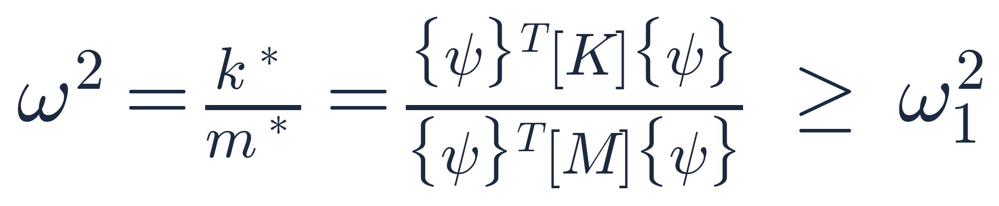 ω² = k* / m* = {ψ}ᵀ[K]{ψ} / {ψ}ᵀ[M]{ψ} ≥ ω₁²